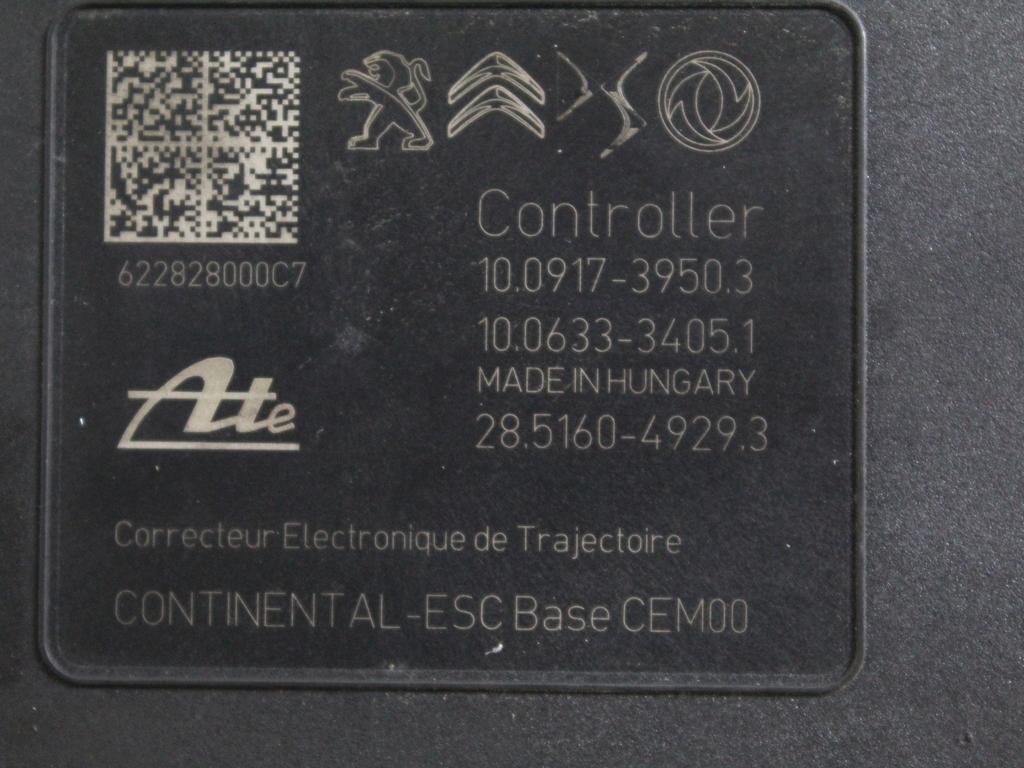 622828000C7
Controller
10.0917-3950.3
10.0633-3405.1
MADE IN HUNGARY
28.5160-4929.3
Ate
Correcteur Electronique de Trajectoire
CONTINENTAL-ESC Base CEM00